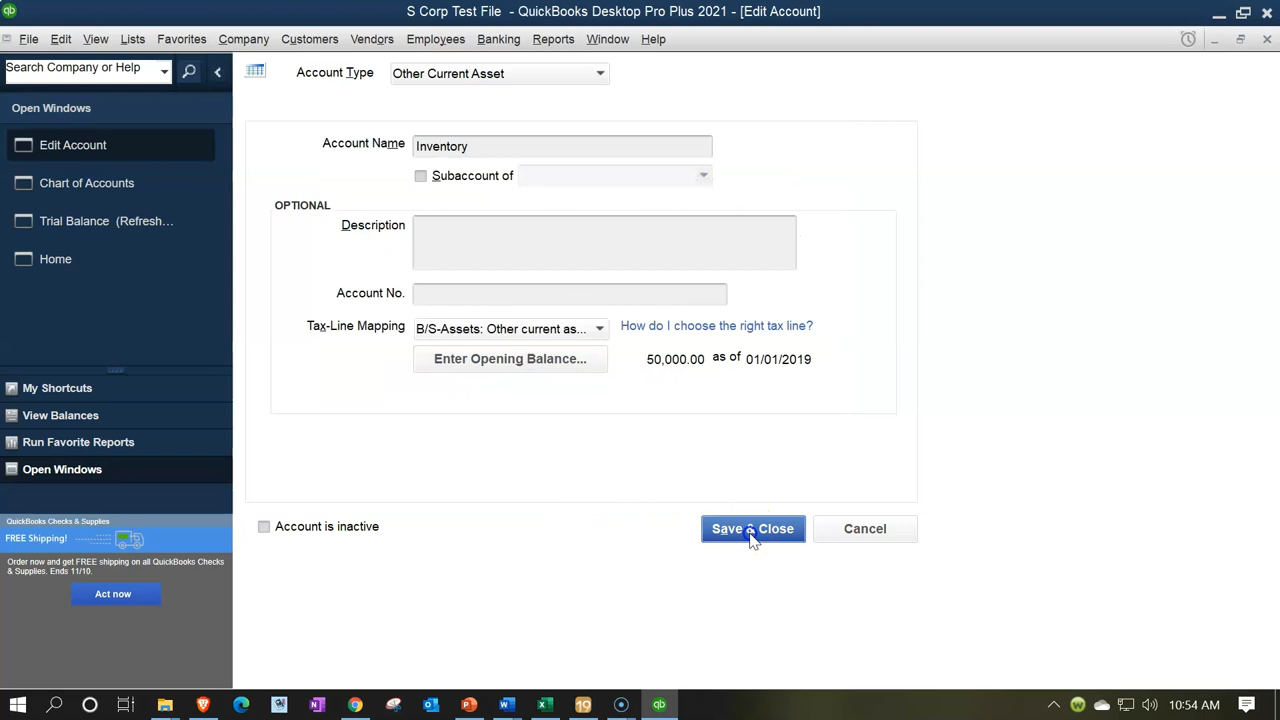 S Corp Test File - QuickBooks Desktop Pro Plus 2021 - [Edit Account]
File Edit View Lists Favorites Company Customers Vendors Employees Banking Reports Window Help
Search Company or Help
Account Type Other Current Asset
Open Windows
Edit Account
Chart of Accounts
Trial Balance (Refresh...
Home
Account Name Inventory
Subaccount of
OPTIONAL
Description
Account No.
Tax-Line Mapping B/S-Assets: Other current as... How do I choose the right tax line?
Enter Opening Balance... 50,000.00 as of 01/01/2019
My Shortcuts
View Balances
Run Favorite Reports
Open Windows
Account is inactive
Save & Close Cancel
QuickBooks Checks & Supplies
FREE Shipping!
Order now and get FREE shipping on all QuickBooks Checks
& Supplies. Ends 11/10.
Act now
10:54 AM